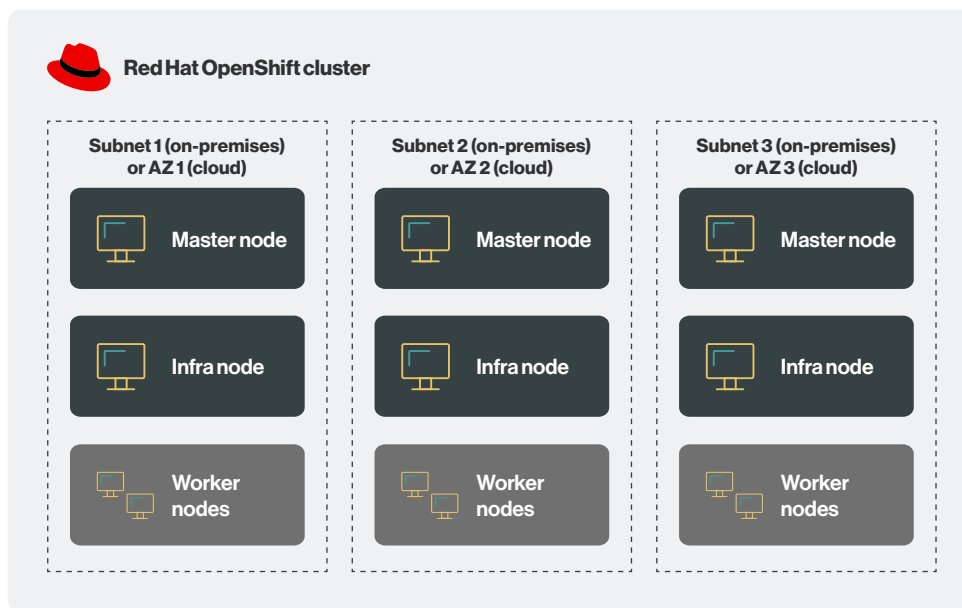 Red Hat OpenShift cluster
Subnet 1 (on-premises)
or AZ 1 (cloud)
Master node
Infra node
Worker
nodes
Subnet 2 (on-premises)
or AZ 2 (cloud)
Master node
Infra node
Worker
nodes
Subnet 3 (on-premises)
or AZ 3 (cloud)
Master node
Infra node
Worker
nodes